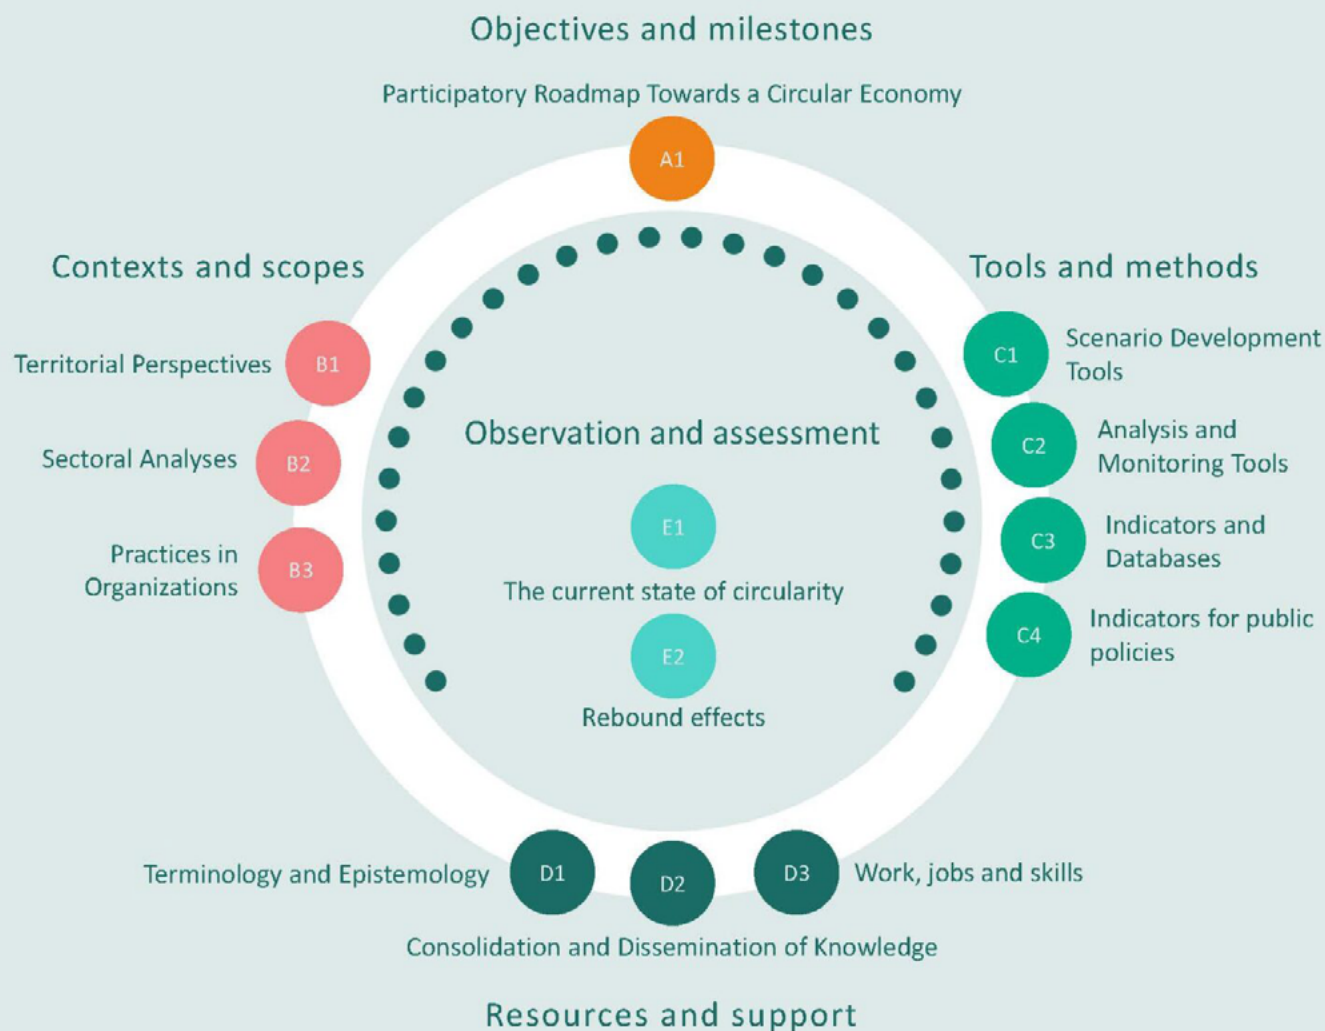 Objectives and milestones
Participatory Roadmap Towards a Circular Economy
A1
Contexts and scopes
Territorial Perspectives
B1
Sectoral Analyses
B2
Practices in
Organizations
B3
Tools and methods
C1
Scenario Development
Tools
C2
Analysis and
Monitoring Tools
C3
Indicators and
Databases
C4
Indicators for public
policies
Observation and assessment
E1
The current state of circularity
E2
Rebound effects
Terminology and Epistemology
D1
D2
D3
Work, jobs and skills
Consolidation and Dissemination of Knowledge
Resources and support